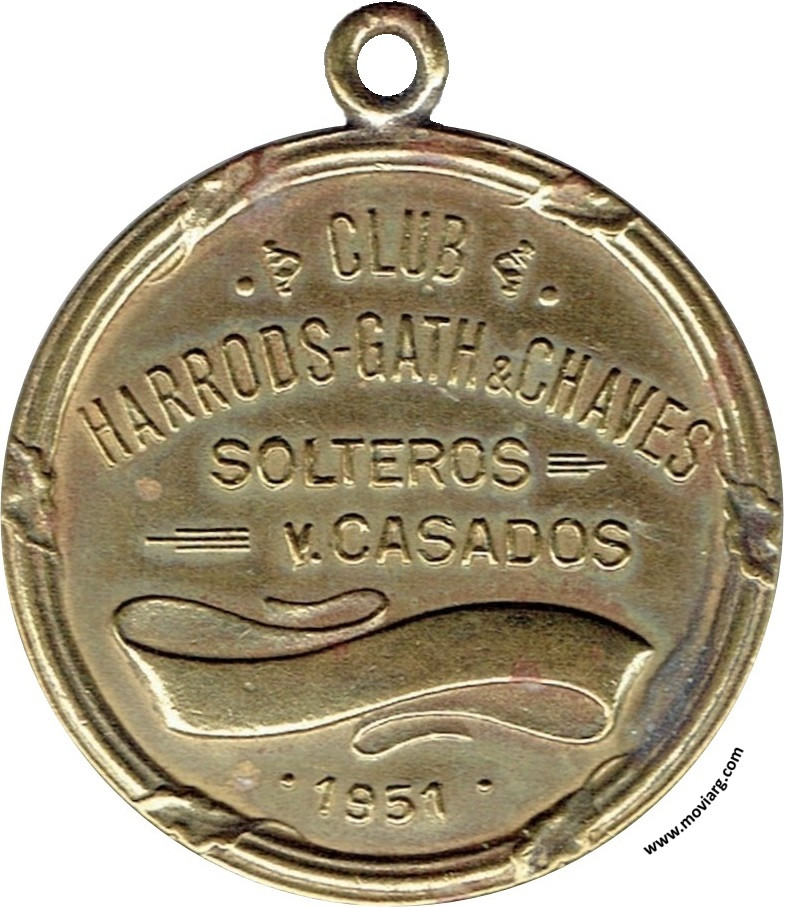 CLUB
HARRODS-GATH & CHAVES
SOLTEROS
v. CASADOS
· 1951 ·
www.moviarg.com